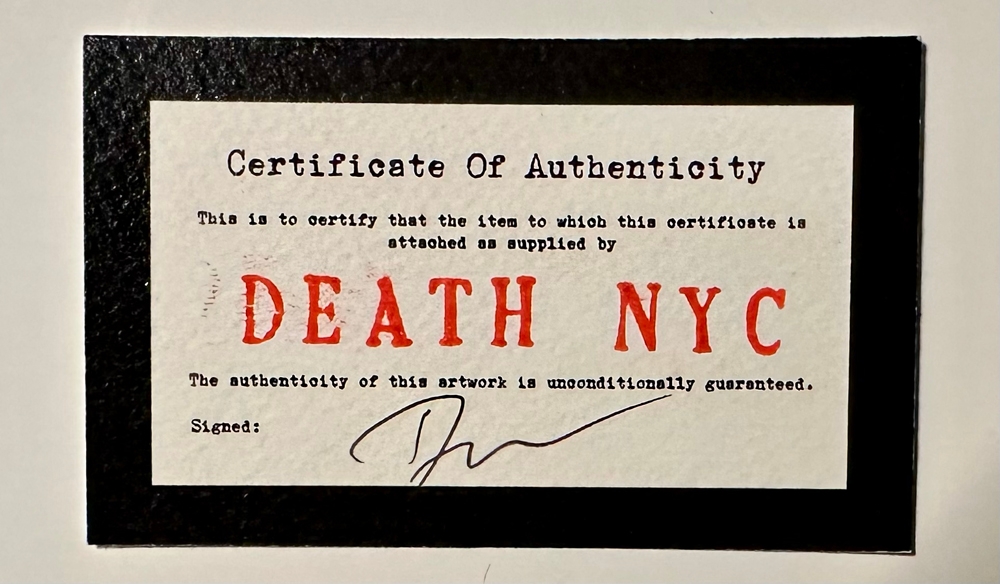 Certificate Of Authenticity
This is to certify that the item to which this certificate is
attached as supplied by
DEATH NYC
The authenticity of this artwork is unconditionally guaranteed.
Signed: